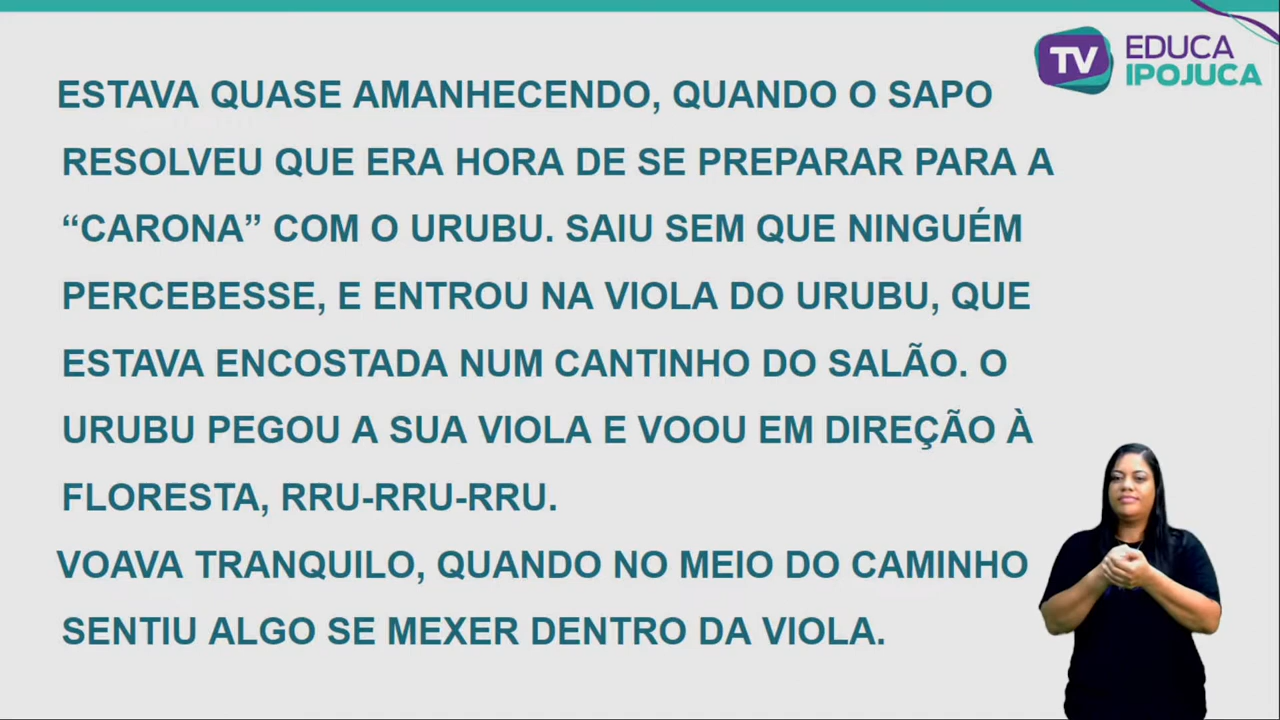 TV EDUCA
IPOJUCA
ESTAVA QUASE AMANHECENDO, QUANDO O SAPO
RESOLVEU QUE ERA HORA DE SE PREPARAR PARA A
“CARONA” COM O URUBU. SAIU SEM QUE NINGUÉM
PERCEBESSE, E ENTROU NA VIOLA DO URUBU, QUE
ESTAVA ENCOSTADA NUM CANTINHO DO SALÃO. O
URUBU PEGOU A SUA VIOLA E VOOU EM DIREÇÃO À
FLORESTA, RRU-RRU-RRU.
VOAVA TRANQUILO, QUANDO NO MEIO DO CAMINHO
SENTIU ALGO SE MEXER DENTRO DA VIOLA.